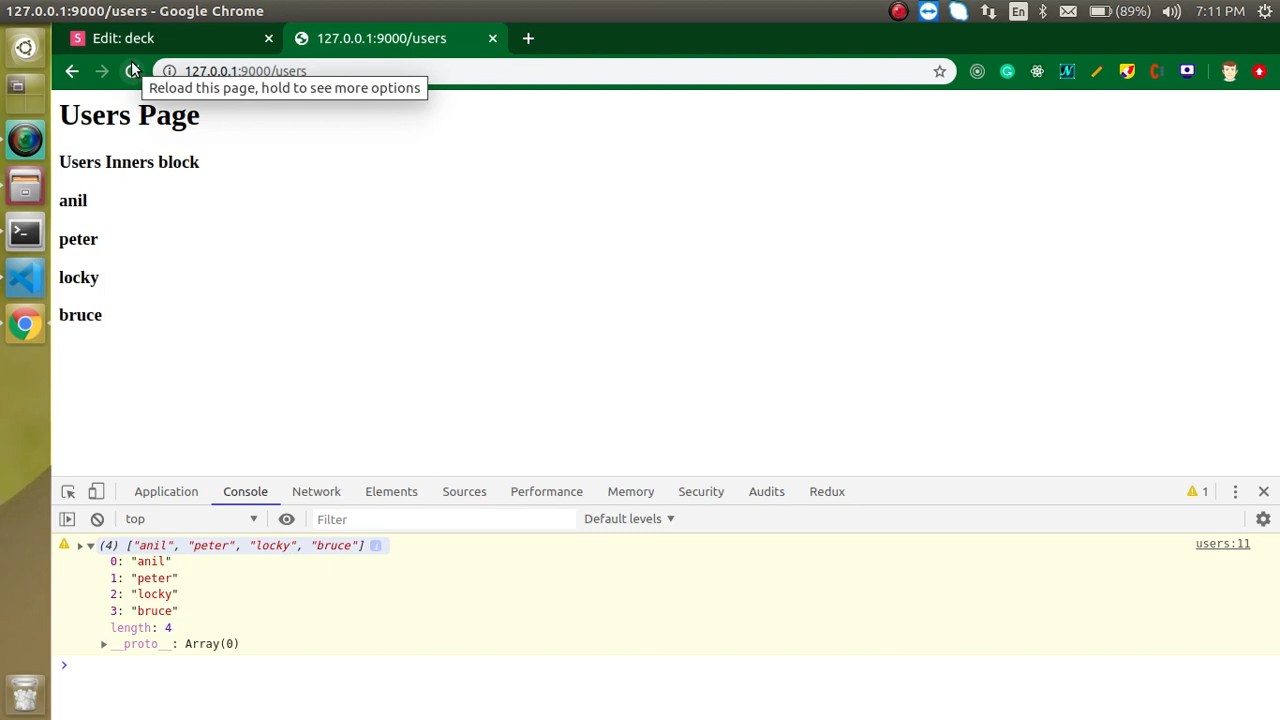 127.0.0.1:9000/users - Google Chrome
En
(89%)
7:11 PM
S
Edit: deck
127.0.0.1:9000/users
127.0.0.1:9000/users
Reload this page, hold to see more options
Users Page
Users Inners block
anil
peter
locky
bruce
Application
Console
Network
Elements
Sources
Performance
Memory
Security
Audits
Redux
1
top
Filter
Default levels
(4) ["anil", "peter", "locky", "bruce"]
users:11
0: "anil"
1: "peter"
2: "locky"
3: "bruce"
length: 4
__proto__: Array(0)